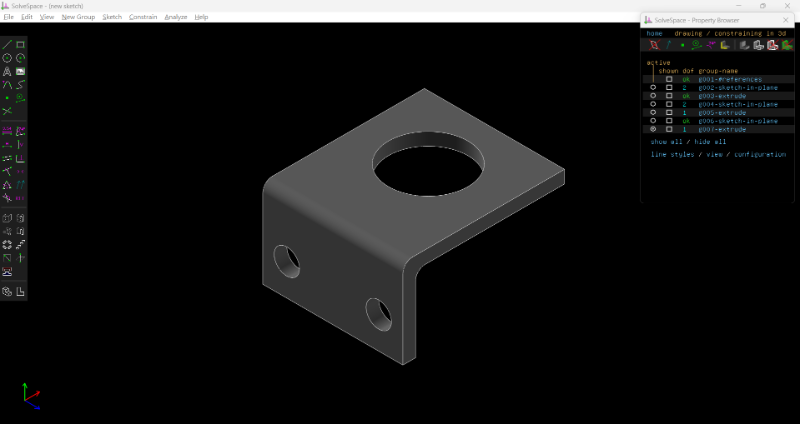 SolveSpace - (new sketch)
File Edit View New Group Sketch Constrain Analyze Help
SolveSpace - Property Browser
home drawing / constraining in 3d
active
shown dof group-name
ok g001-#references
2 g002-sketch-in-plane
ok g003-extrude
2 g004-sketch-in-plane
1 g005-extrude
ok g006-sketch-in-plane
1 g007-extrude
show all / hide all
line styles / view / configuration